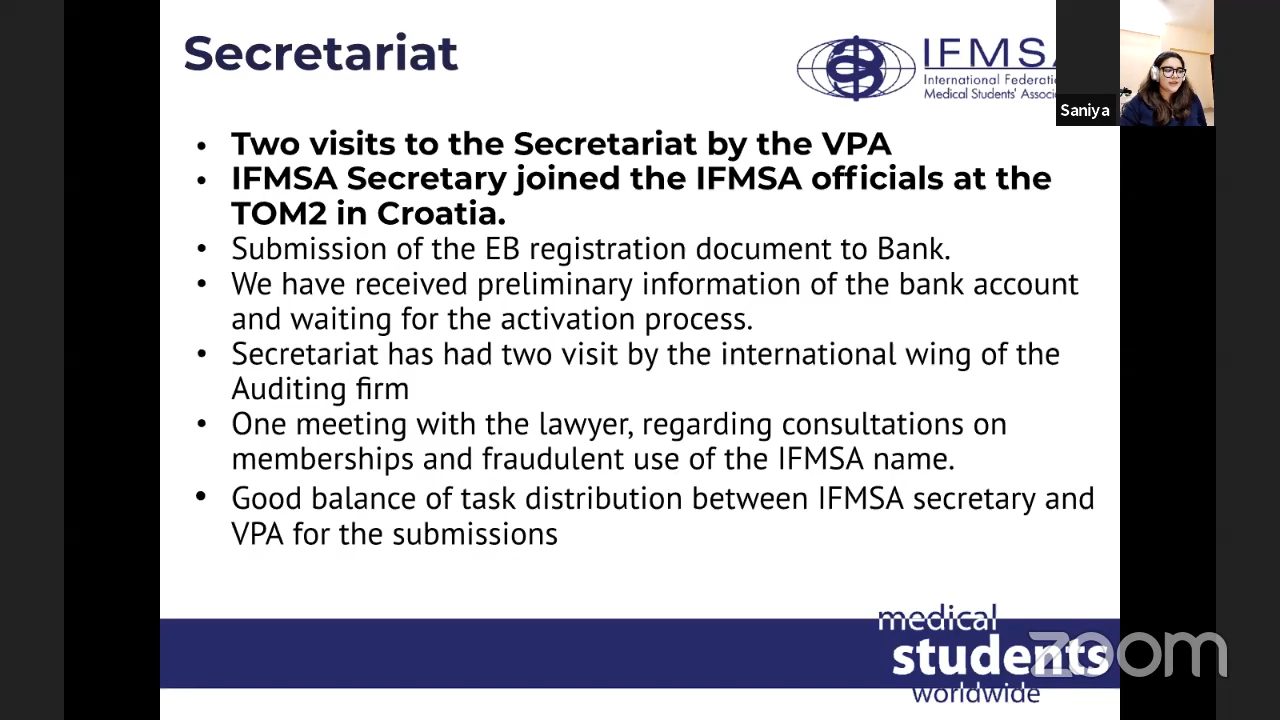 Secretariat
IFMSA
International Federatio
Medical Students' Associ
Saniya
• Two visits to the Secretariat by the VPA
• IFMSA Secretary joined the IFMSA officials at the
TOM2 in Croatia.
• Submission of the EB registration document to Bank.
• We have received preliminary information of the bank account
and waiting for the activation process.
• Secretariat has had two visit by the international wing of the
Auditing firm
• One meeting with the lawyer, regarding consultations on
memberships and fraudulent use of the IFMSA name.
• Good balance of task distribution between IFMSA secretary and
VPA for the submissions
medical
students
worldwide
zoom